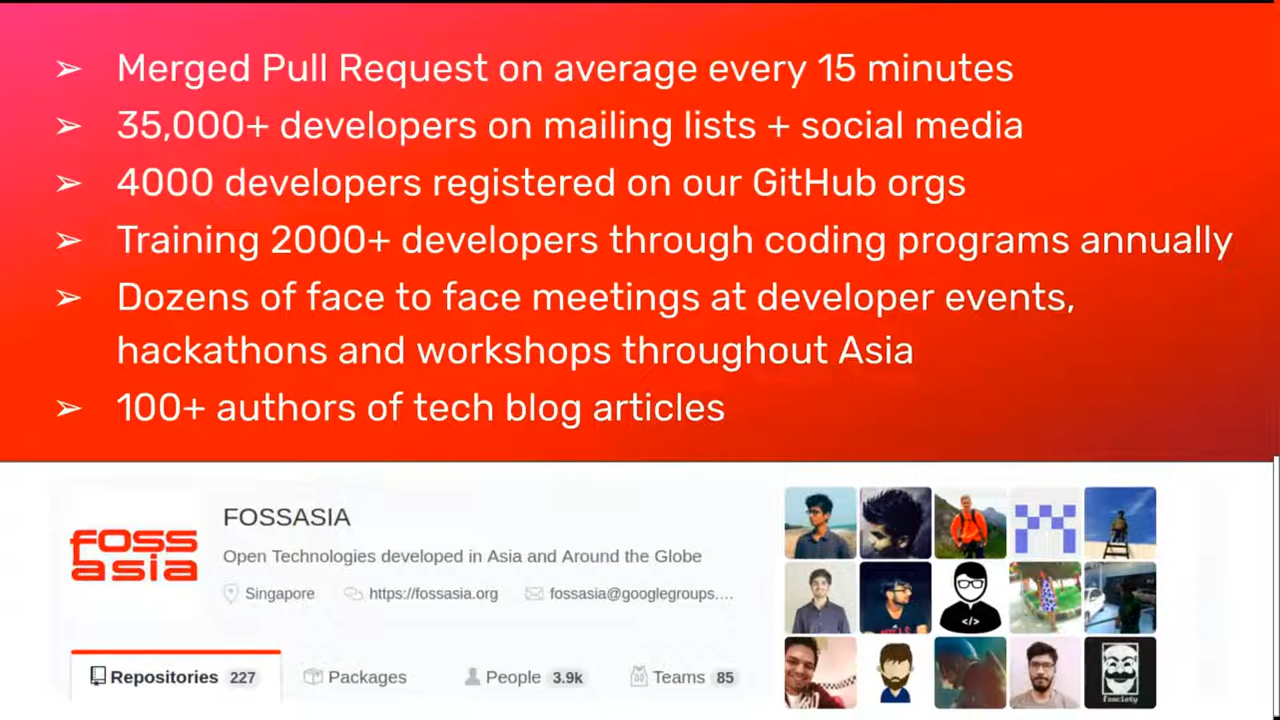 ➢ Merged Pull Request on average every 15 minutes
➢ 35,000+ developers on mailing lists + social media
➢ 4000 developers registered on our GitHub orgs
➢ Training 2000+ developers through coding programs annually
➢ Dozens of face to face meetings at developer events,
hackathons and workshops throughout Asia
➢ 100+ authors of tech blog articles
foss
asia
FOSSASIA
Open Technologies developed in Asia and Around the Globe
Singapore https://fossasia.org fossasia@googlegroups....
Repositories 227 Packages People 3.9k Teams 85
</>
fsociety